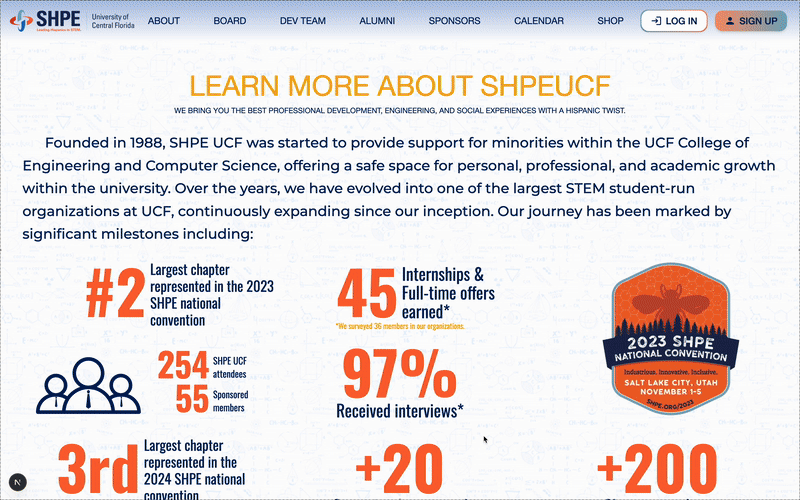 SHPE
Leading Hispanics in STEM
University of
Central Florida
ABOUT
BOARD
DEV TEAM
ALUMNI
SPONSORS
CALENDAR
SHOP
LOG IN
SIGN UP
LEARN MORE ABOUT SHPEUCF
WE BRING YOU THE BEST PROFESSIONAL DEVELOPMENT, ENGINEERING, AND SOCIAL EXPERIENCES WITH A HISPANIC TWIST.
Founded in 1988, SHPE UCF was started to provide support for minorities within the UCF College of
Engineering and Computer Science, offering a safe space for personal, professional, and academic growth
within the university. Over the years, we have evolved into one of the largest STEM student-run
organizations at UCF, continuously expanding since our inception. Our journey has been marked by
significant milestones including:
#2
Largest chapter
represented in the 2023
SHPE national
convention
45
Internships &
Full-time offers
earned*
*We surveyed 36 members in our organizations.
2023 SHPE
NATIONAL CONVENTION
Industrious, Innovative, Inclusive.
SALT LAKE CITY, UTAH
NOVEMBER 1-5
SHPE.ORG/2023
254
SHPE UCF
attendees
55
Sponsored
members
97%
Received interviews*
3rd
Largest chapter
represented in the
2024 SHPE national
convention
+20
+200
N